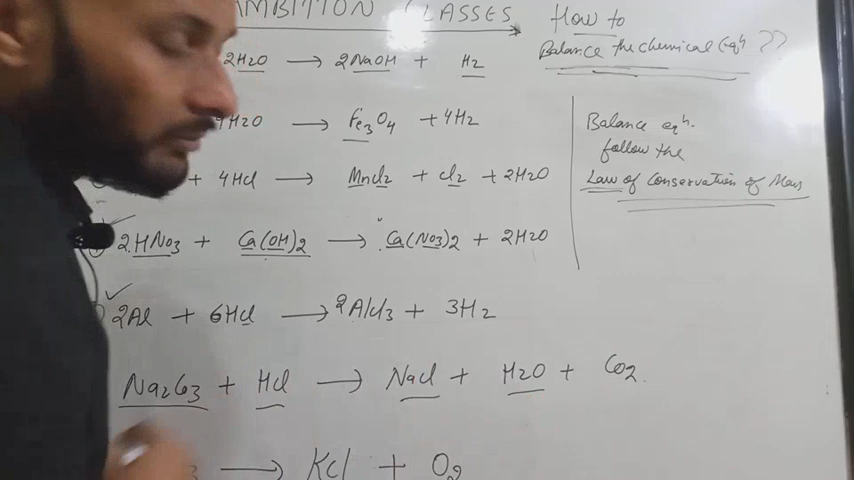 AMBITION CLASSES
How to
Balance the chemical Eqn ??
2H2O → 2NaOH + H2
4H2O → Fe3O4 + 4H2
+ 4HCl → MnCl2 + Cl2 + 2H2O
2HNO3 + Ca(OH)2 → Ca(NO3)2 + 2H2O
2Al + 6HCl → 2AlCl3 + 3H2
Na2CO3 + HCl → NaCl + H2O + CO2
3 → KCl + O2
Balance eqn.
follow the
Law of Conservation of Mass